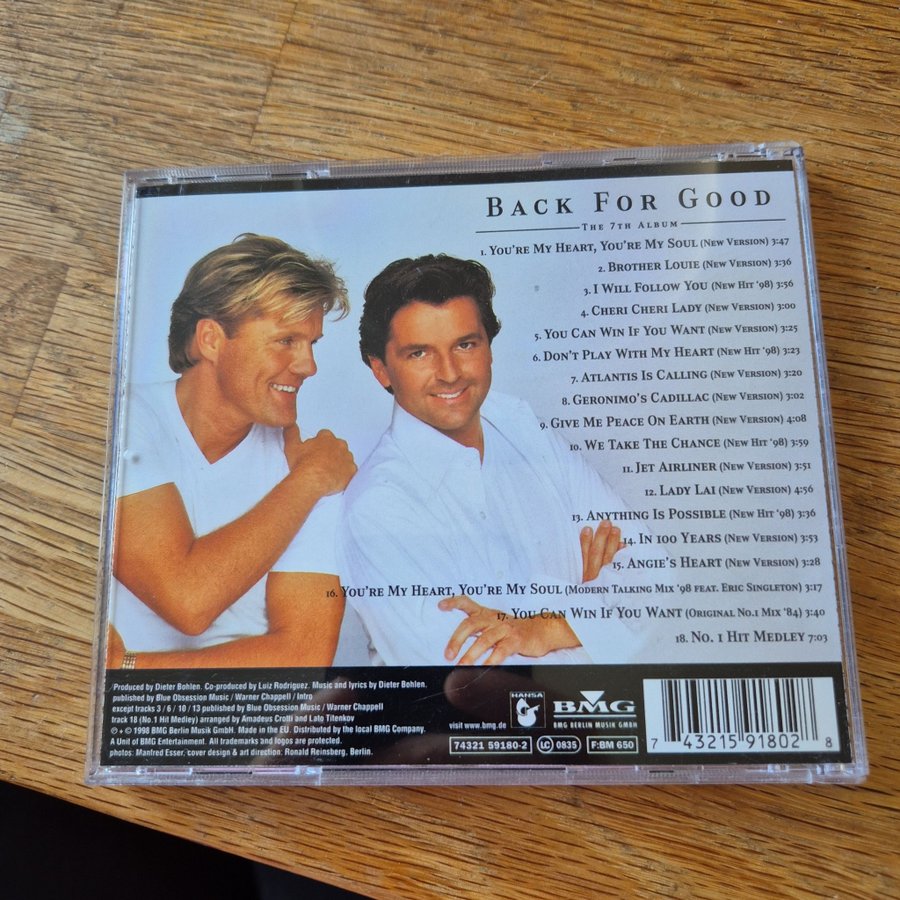 BACK FOR GOOD
THE 7TH ALBUM
1. YOU'RE MY HEART, YOU'RE MY SOUL (NEW VERSION) 3:47
2. BROTHER LOUIE (NEW VERSION) 3:36
3. I WILL FOLLOW YOU (NEW HIT '98) 3:56
4. CHERI CHERI LADY (NEW VERSION) 3:00
5. YOU CAN WIN IF YOU WANT (NEW VERSION) 3:25
6. DON'T PLAY WITH MY HEART (NEW HIT '98) 3:23
7. ATLANTIS IS CALLING (NEW VERSION) 3:20
8. GERONIMO'S CADILLAC (NEW VERSION) 3:02
9. GIVE ME PEACE ON EARTH (NEW VERSION) 4:08
10. WE TAKE THE CHANCE (NEW HIT '98) 3:59
11. JET AIRLINER (NEW VERSION) 3:51
12. LADY LAI (NEW VERSION) 4:56
13. ANYTHING IS POSSIBLE (NEW HIT '98) 3:36
14. IN 100 YEARS (NEW VERSION) 3:53
15. ANGIE'S HEART (NEW VERSION) 3:28
16. YOU'RE MY HEART, YOU'RE MY SOUL (MODERN TALKING MIX '98 FEAT. ERIC SINGLETON) 3:17
17. YOU CAN WIN IF YOU WANT (ORIGINAL NO.1 MIX '84) 3:40
18. NO. 1 HIT MEDLEY 7:03
Produced by Dieter Bohlen. Co-produced by Luiz Rodriguez. Music and lyrics by Dieter Bohlen.
published by Blue Obsession Music / Warner Chappell / Intro
except tracks 3 / 6 / 10 / 13 published by Blue Obsession Music / Warner Chappell
track 18 (No.1 Hit Medley) arranged by Amadeus Crotti and Lalo Titenkov
℗ + © 1998 BMG Berlin Musik GmbH. Made in the EU. Distributed by the local BMG Company.
A Unit of BMG Entertainment. All trademarks and logos are protected.
photos: Manfred Esser, cover design & art direction: Ronald Reinsberg, Berlin.
visit www.bmg.de
HANSA
BMG
BMG BERLIN MUSIK GMBH
74321 59180-2
LC 0835
F:BM 650
7 43215 91802 8